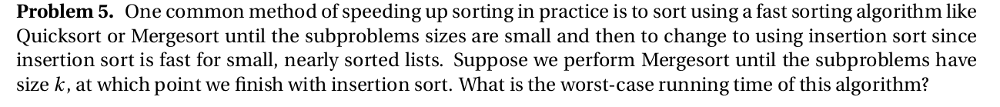 Problem 5. One common method of speeding up sorting in practice is to sort using a fast sorting algorithm like
Quicksort or Mergesort until the subproblems sizes are small and then to change to using insertion sort since
insertion sort is fast for small, nearly sorted lists. Suppose we perform Mergesort until the subproblems have
size k, at which point we finish with insertion sort. What is the worst-case running time of this algorithm?